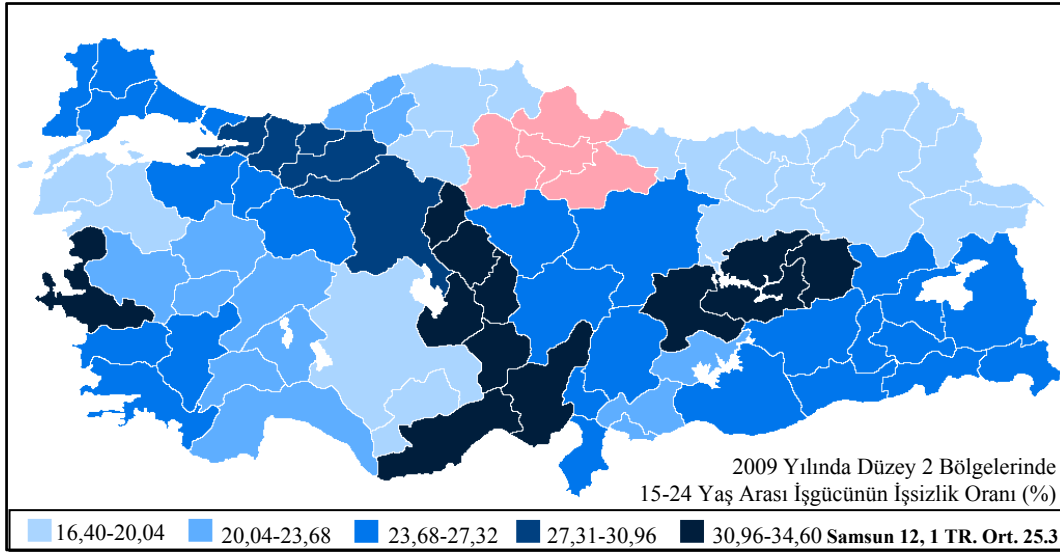 2009 Yılında Düzey 2 Bölgelerinde
15-24 Yaş Arası İşgücünün İşsizlik Oranı (%)
16,40-20,04 20,04-23,68 23,68-27,32 27,31-30,96 30,96-34,60 Samsun 12, 1 TR. Ort. 25.3